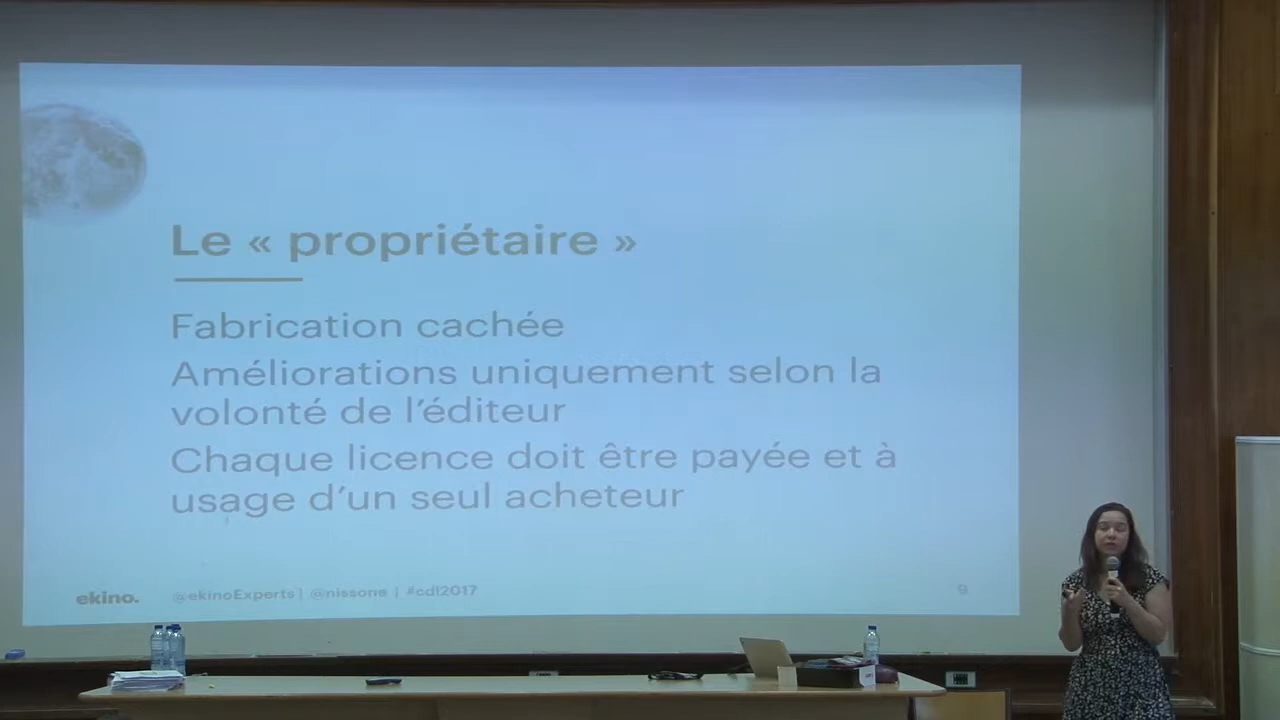 Le « propriétaire »
Fabrication cachée
Améliorations uniquement selon la
volonté de l’éditeur
Chaque licence doit être payée et à
usage d’un seul acheteur
ekino. @ekinoExperts | @nissone | #cdl2017 9